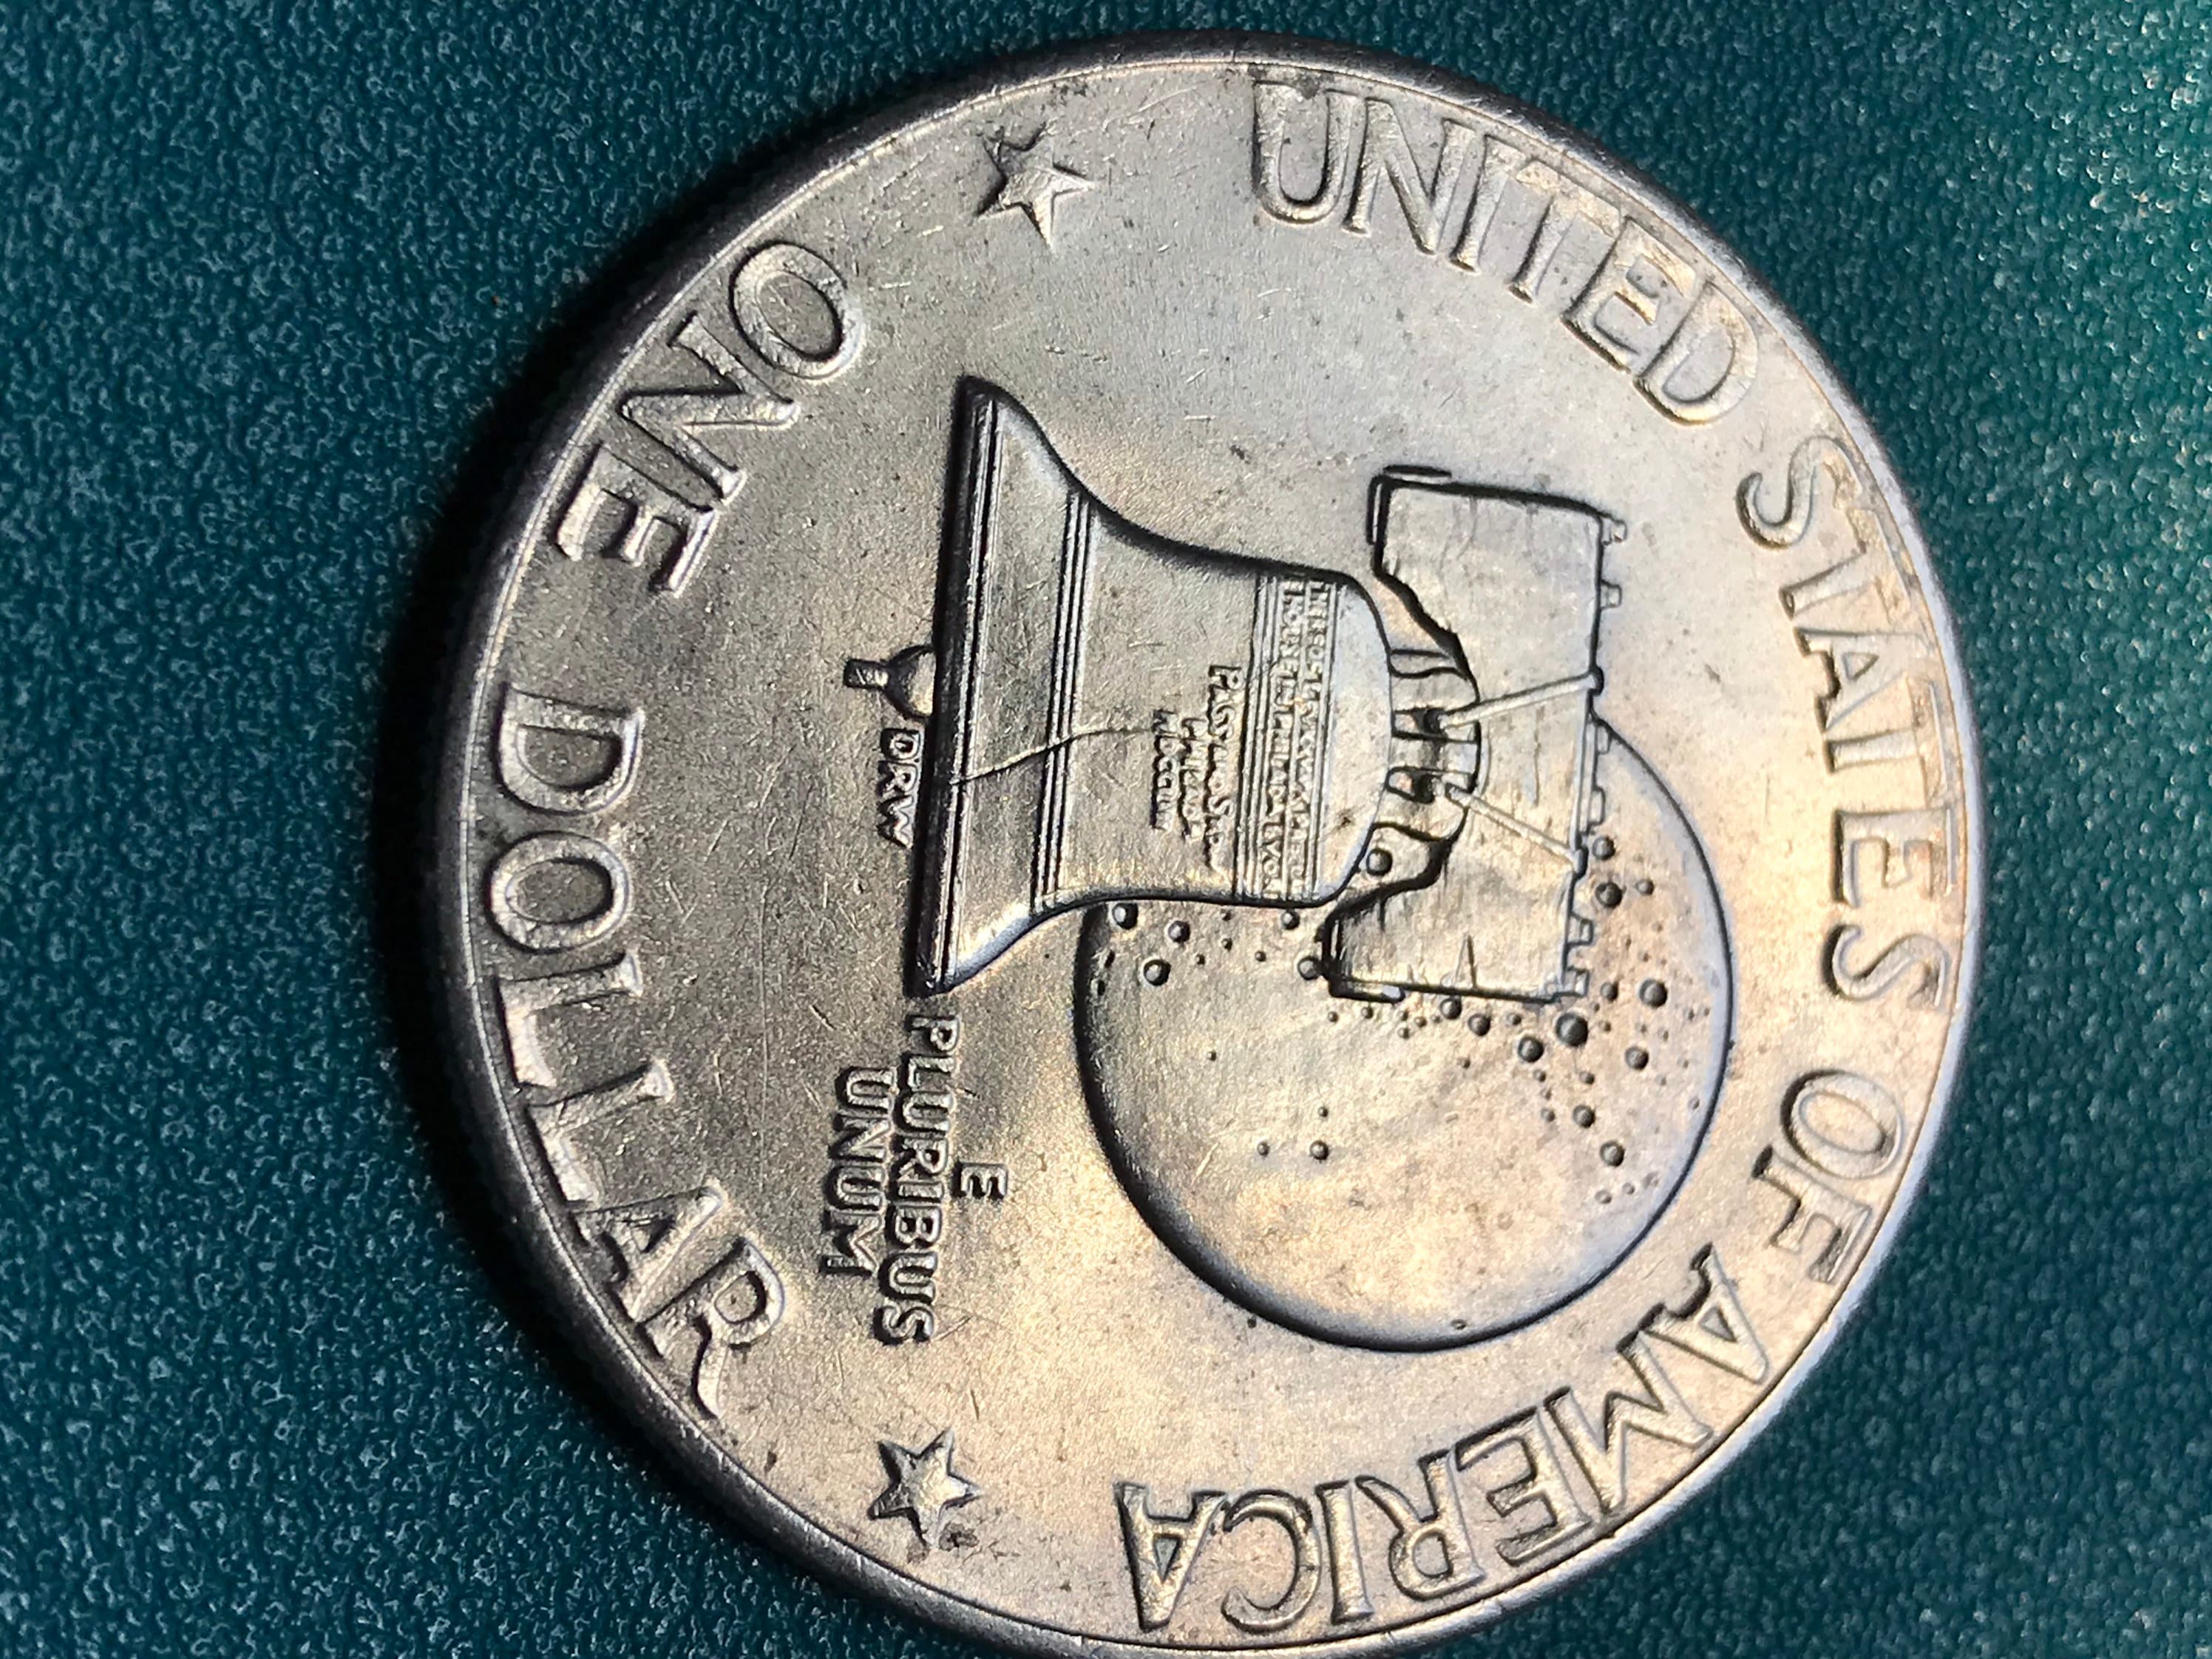 UNITED STATES OF AMERICA
E
PLURIBUS
UNUM
DRW
ONE DOLLAR